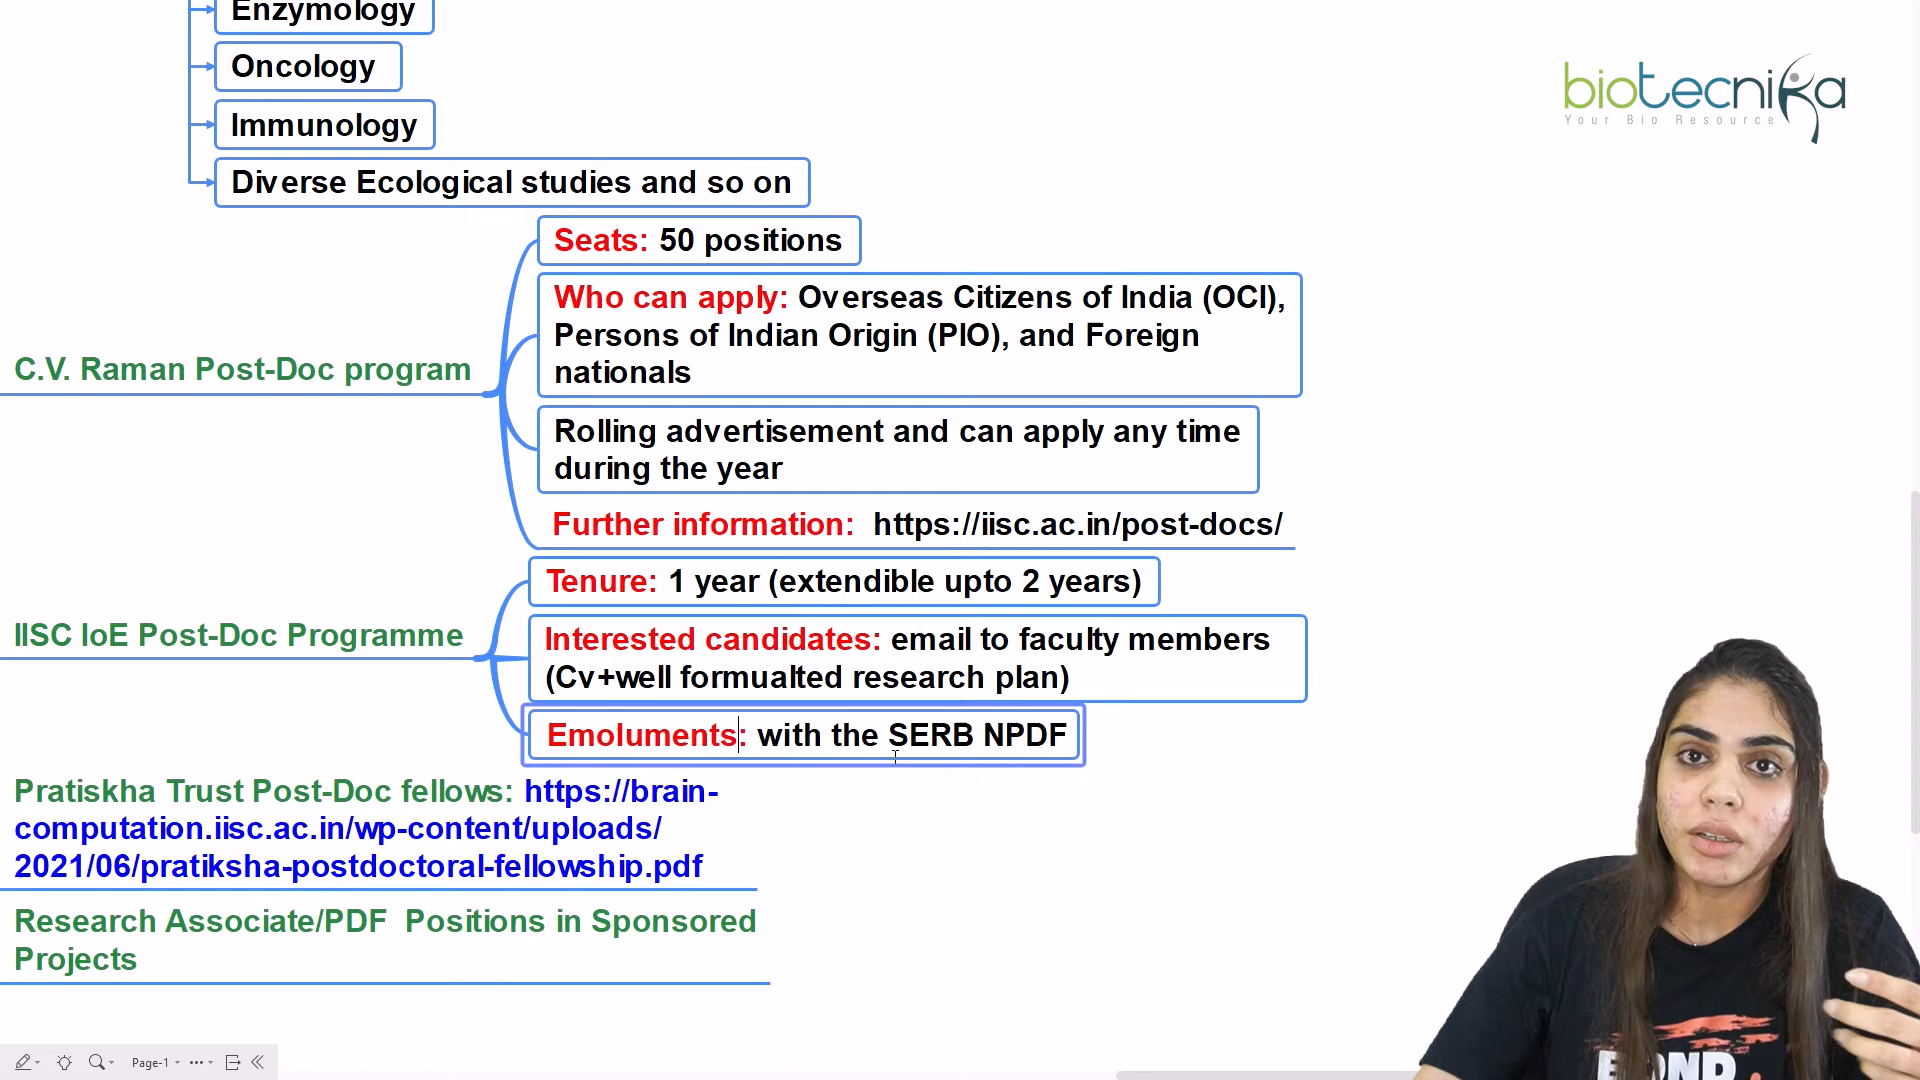 Enzymology
Oncology
Immunology
Diverse Ecological studies and so on
biotecnika
Your Bio Resource
C.V. Raman Post-Doc program
Seats: 50 positions
Who can apply: Overseas Citizens of India (OCI),
Persons of Indian Origin (PIO), and Foreign
nationals
Rolling advertisement and can apply any time
during the year
Further information: https://iisc.ac.in/post-docs/
IISC IoE Post-Doc Programme
Tenure: 1 year (extendible upto 2 years)
Interested candidates: email to faculty members
(Cv+well formualted research plan)
Emoluments: with the SERB NPDF
Pratiskha Trust Post-Doc fellows: https://brain-
computation.iisc.ac.in/wp-content/uploads/
2021/06/pratiksha-postdoctoral-fellowship.pdf
Research Associate/PDF Positions in Sponsored
Projects
Page-1